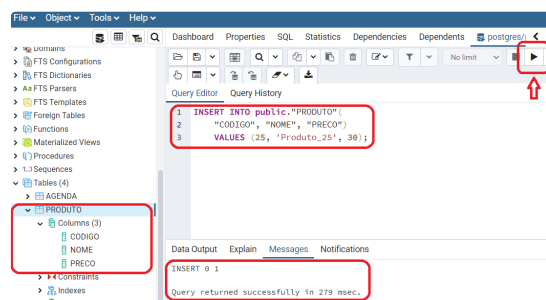 File Object Tools Help
Dashboard Properties SQL Statistics Dependencies Dependents postgres/
Domains
FTS Configurations
FTS Dictionaries
Aa FTS Parsers
FTS Templates
Foreign Tables
Functions
Materialized Views
Procedures
1..3 Sequences
Tables (4)
AGENDA
PRODUTO
Columns (3)
CODIGO
NOME
PRECO
Constraints
Indexes
No limit
Query Editor Query History
1 INSERT INTO public."PRODUTO"(
2 "CODIGO", "NOME", "PRECO")
3 VALUES (25, 'Produto_25', 30);
Data Output Explain Messages Notifications
INSERT 0 1
Query returned successfully in 279 msec.